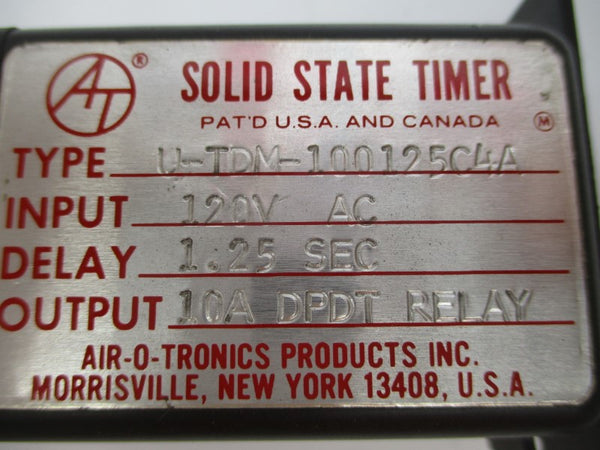 AT ®
SOLID STATE TIMER
PAT'D U.S.A. AND CANADA M
TYPE U-TDM-100125C4A
INPUT 120V AC
DELAY 1.25 SEC
OUTPUT 10A DPDT RELAY
AIR-O-TRONICS PRODUCTS INC.
MORRISVILLE, NEW YORK 13408, U.S.A.